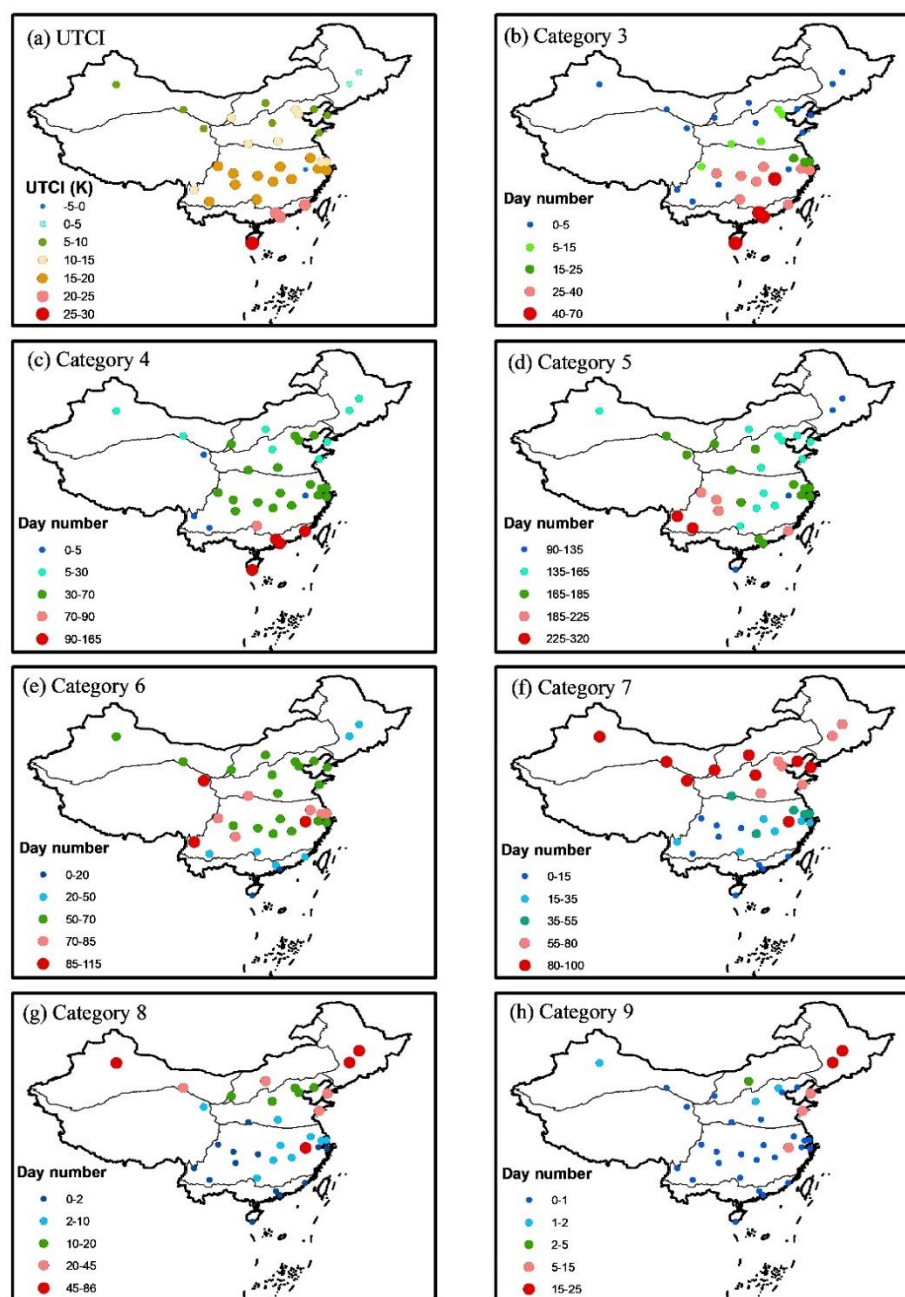 (a) UTCI
UTCI (K)
-5-0
0-5
5-10
10-15
15-20
20-25
25-30
(b) Category 3
Day number
0-5
5-15
15-25
25-40
40-70
(c) Category 4
Day number
0-5
5-30
30-70
70-90
90-165
(d) Category 5
Day number
90-135
135-165
165-185
185-225
225-320
(e) Category 6
Day number
0-20
20-50
50-70
70-85
85-115
(f) Category 7
Day number
0-15
15-35
35-55
55-80
80-100
(g) Category 8
Day number
0-2
2-10
10-20
20-45
45-86
(h) Category 9
Day number
0-1
1-2
2-5
5-15
15-25